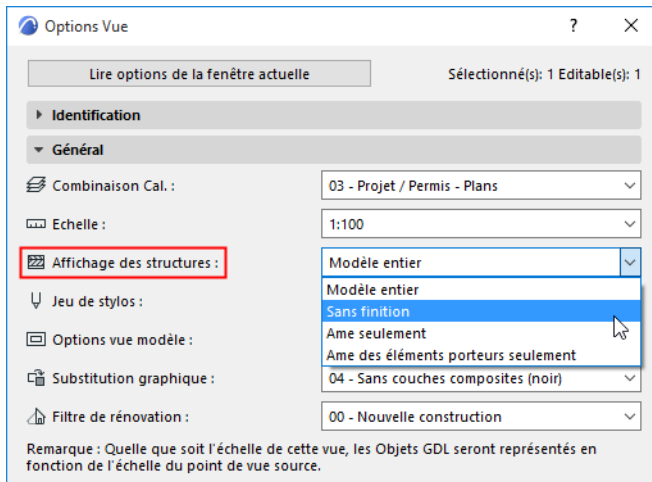 Options Vue
?
Lire options de la fenêtre actuelle
Sélectionné(s): 1 Editable(s): 1
Identification
Général
Combinaison Cal. :
03 - Projet / Permis - Plans
Echelle :
1:100
Affichage des structures :
Modèle entier
Modèle entier
Jeu de stylos :
Sans finition
Ame seulement
Options vue modèle :
Ame des éléments porteurs seulement
Substitution graphique :
04 - Sans couches composites (noir)
Filtre de rénovation :
00 - Nouvelle construction
Remarque : Quelle que soit l'échelle de cette vue, les Objets GDL seront représentés en
fonction de l'échelle du point de vue source.